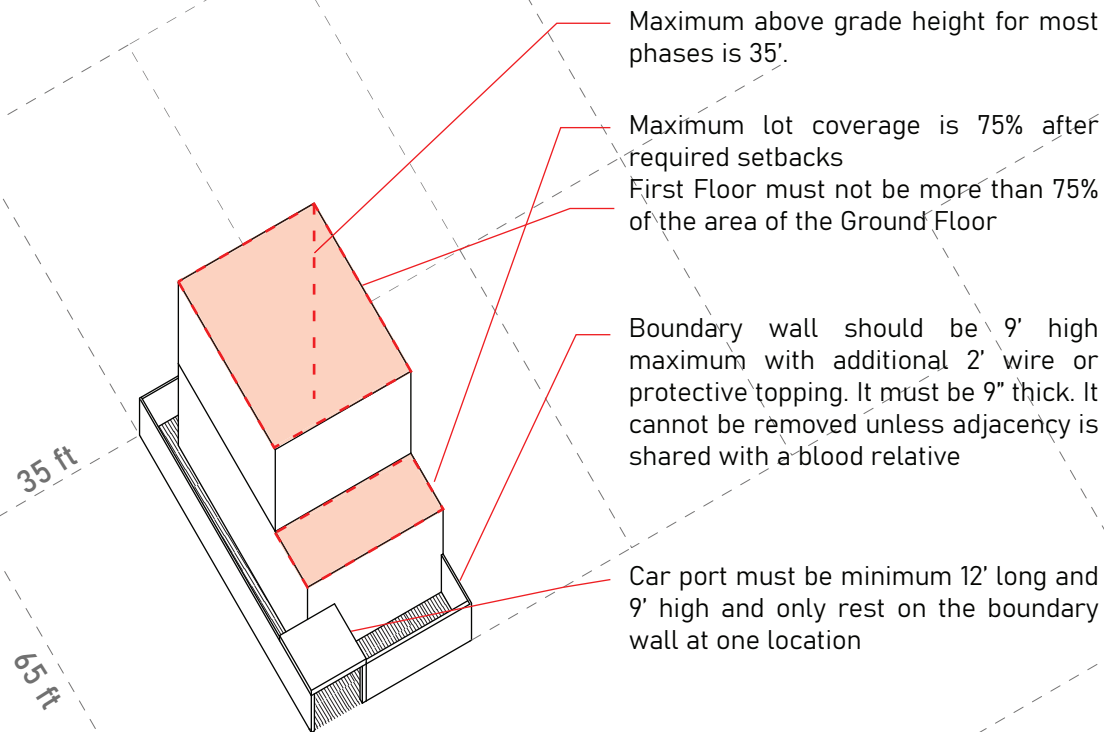 Maximum above grade height for most
phases is 35'.
Maximum lot coverage is 75% after
required setbacks
First Floor must not be more than 75%
of the area of the Ground Floor
Boundary wall should be 9' high
maximum with additional 2' wire or
protective topping. It must be 9" thick. It
cannot be removed unless adjacency is
shared with a blood relative
Car port must be minimum 12' long and
9' high and only rest on the boundary
wall at one location
35 ft
65 ft